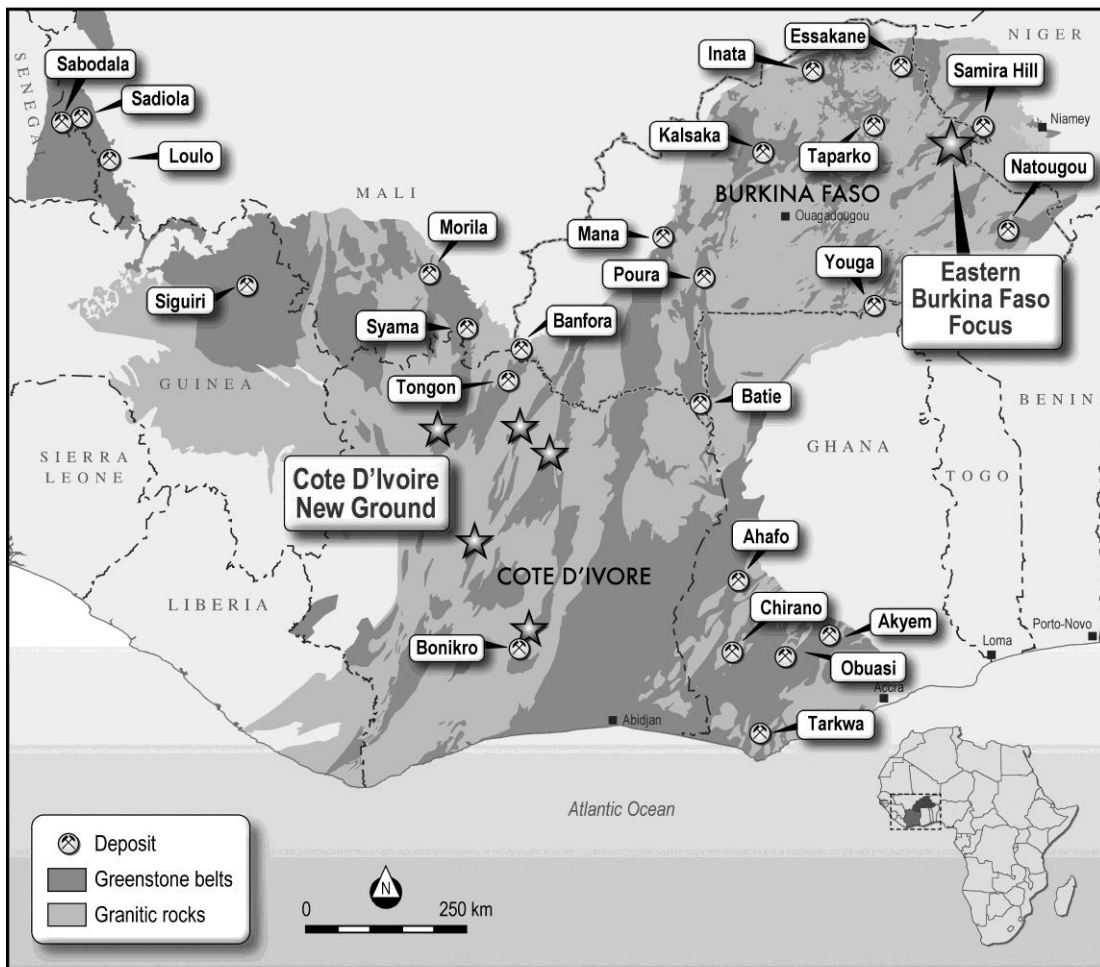 NIGER
Essakane
Inata
Samira Hill
SENEGAL
Sabodala
Sadiola
Niamey
Kalsaka
Taparko
Loulo
Natougou
MALI
BURKINA FASO
Ouagadougou
Morila
Mana
Siguiri
Poura
Youga
Eastern
Burkina Faso
Focus
Syama
Banfora
GUINEA
Tongon
Batie
BENIN
GHANA
SIERRA
LEONE
TOGO
Cote D'Ivoire
New Ground
Ahafo
COTE D'IVORE
LIBERIA
Chirano
Akyem
Porto-Novo
Loma
Bonikro
Obuasi
Accra
Abidjan
Tarkwa
Atlantic Ocean
Deposit
Greenstone belts
Granitic rocks
N
0 250 km